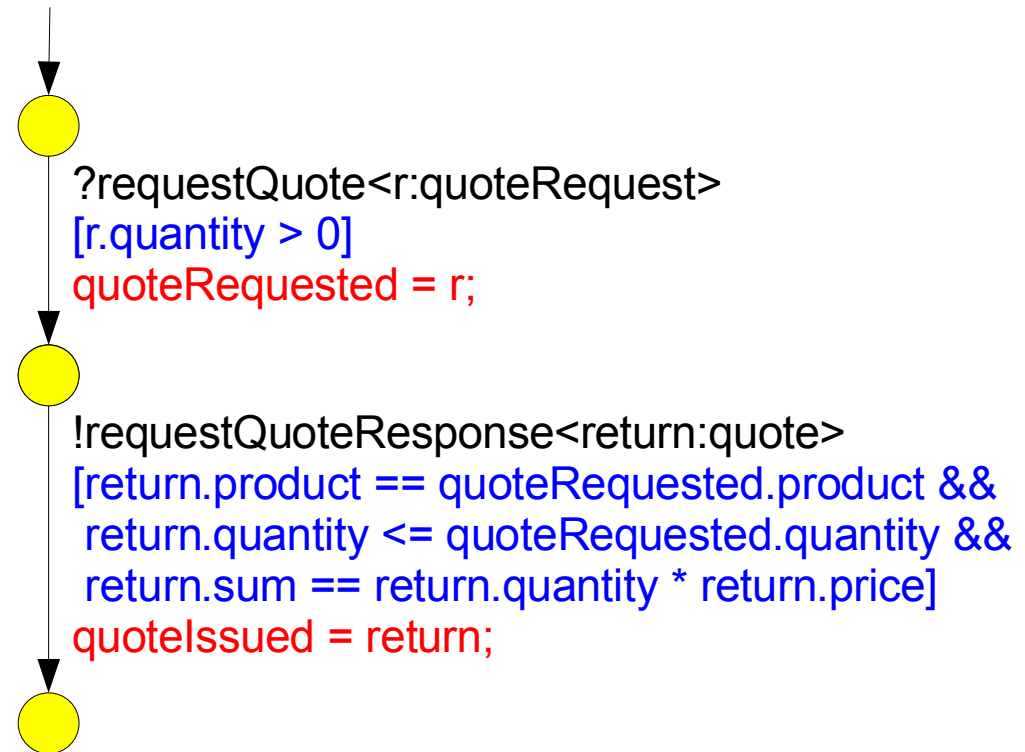 ?requestQuote<r:quoteRequest>
[r.quantity > 0]
quoteRequested = r;
!requestQuoteResponse<return:quote>
[return.product == quoteRequested.product &&
return.quantity <= quoteRequested.quantity &&
return.sum == return.quantity * return.price]
quoteIssued = return;